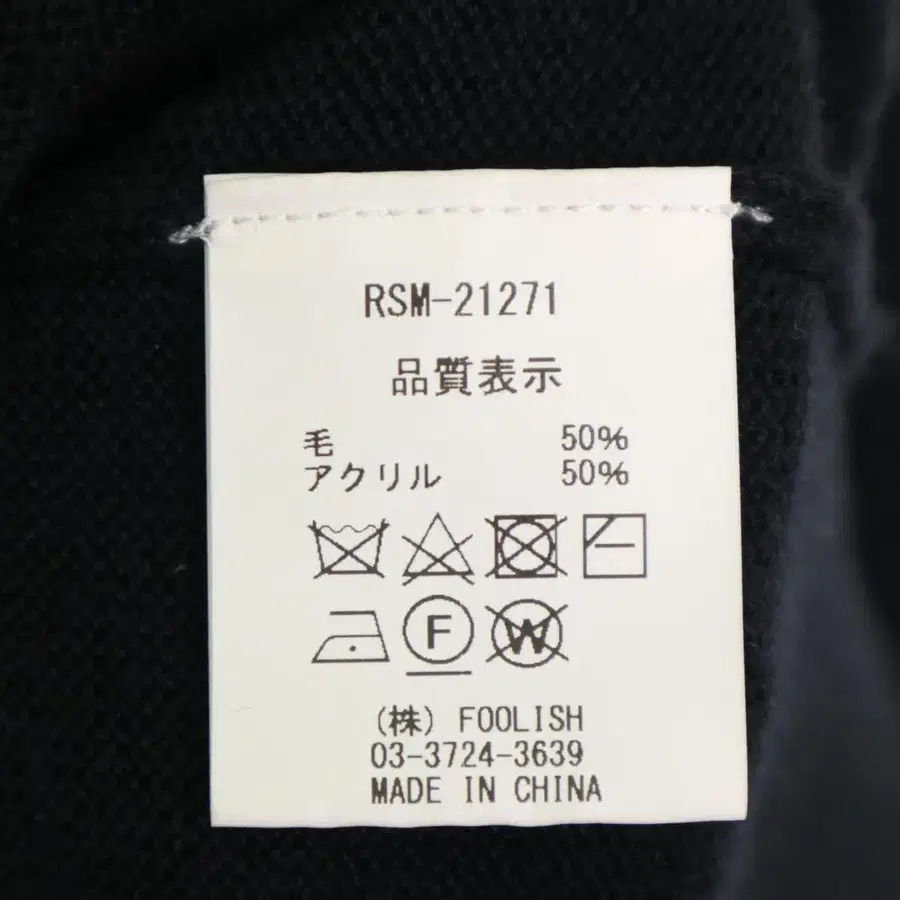 RSM-21271
品質表示
毛 50%
アクリル 50%
F W
(株) FOOLISH
03-3724-3639
MADE IN CHINA